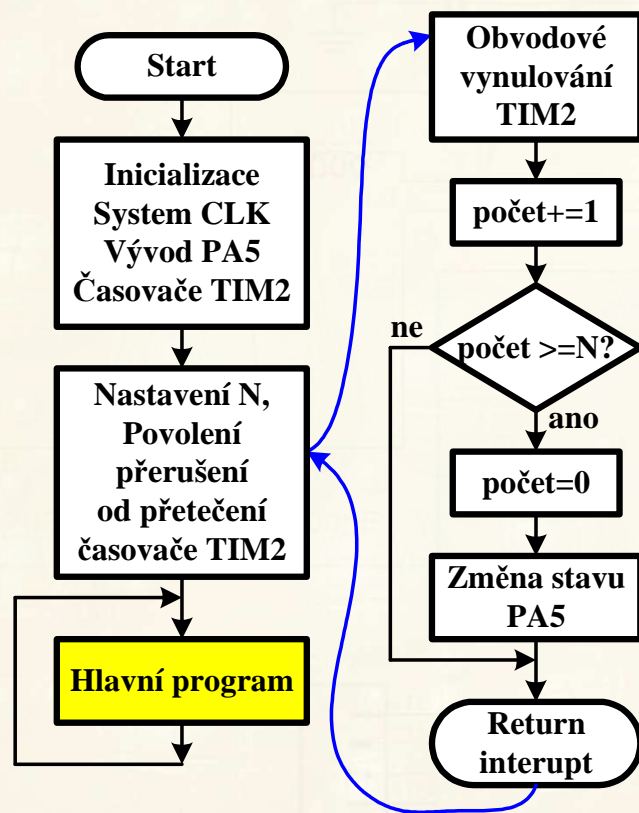 Start
Inicializace
System CLK
Vývod PA5
Časovače TIM2
Nastavení N,
Povolení
přerušení
od přetečení
časovače TIM2
Hlavní program
Obvodové
vynulování
TIM2
počet+=1
ne
počet >=N?
ano
počet=0
Změna stavu
PA5
Return
interupt